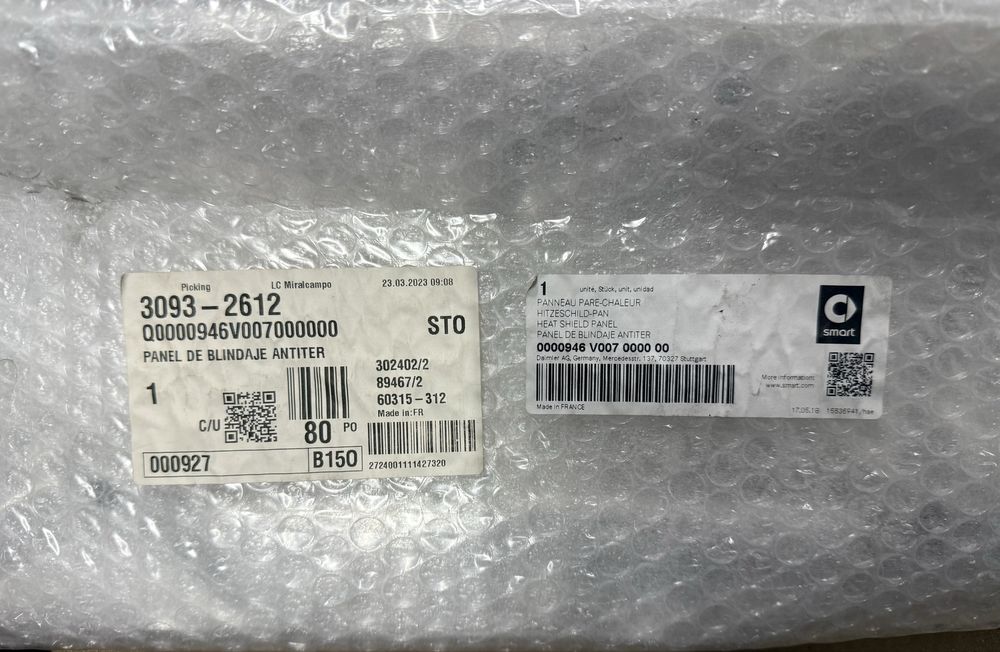 Picking LC Miralcampo 23.03.2023 09:08
3093-2612
Q0000946V007000000 STO
PANEL DE BLINDAJE ANTITER
1
302402/2
89467/2
60315-312
Made in:FR
C/U
80 PO
000927 B150
2724001111427320
1 unité, Stück, unit, unidad
PANNEAU PARE-CHALEUR
HITZESCHILD-PAN
HEAT SHIELD PANEL
PANEL DE BLINDAJE ANTITER
0000946 V007 0000 00
Daimler AG, Germany, Mercedesstr. 137, 70327 Stuttgart
Made in FRANCE
smart
More information:
www.smart.com